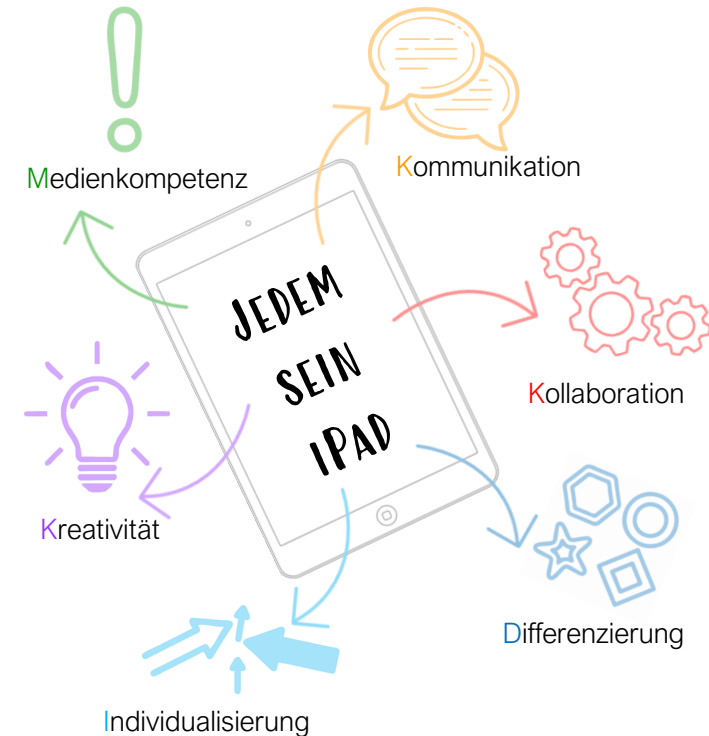 Medienkompetenz
Kommunikation
JEDEM
SEIN
iPAD
Kollaboration
Kreativität
Differenzierung
Individualisierung